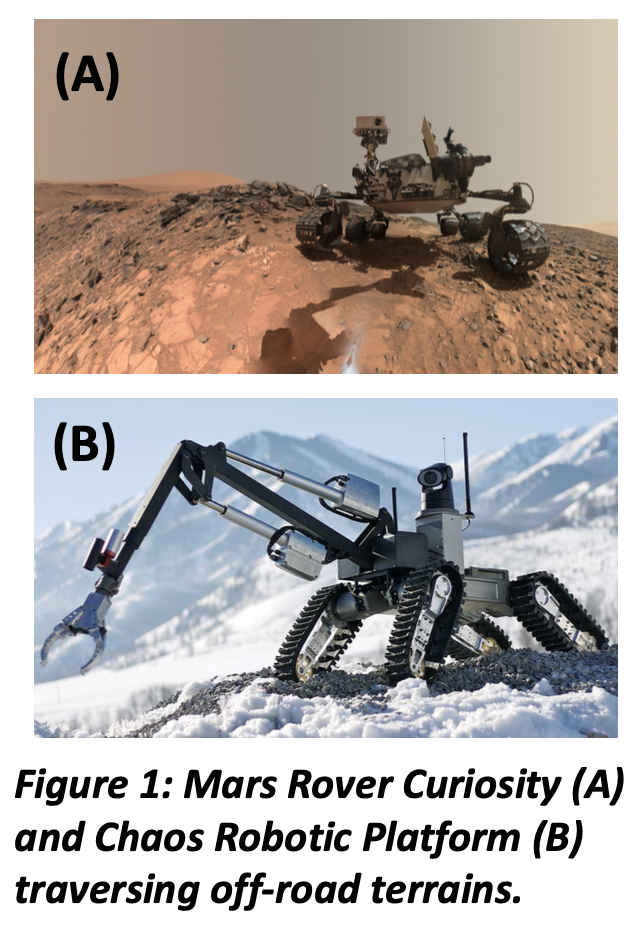 (A)
(B)
Figure 1: Mars Rover Curiosity (A)
and Chaos Robotic Platform (B)
traversing off-road terrains.